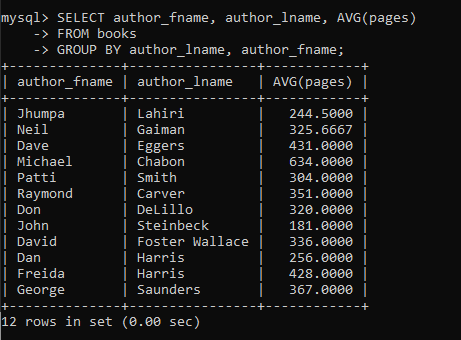 mysql> SELECT author_fname, author_lname, AVG(pages)
    -> FROM books
    -> GROUP BY author_lname, author_fname;
+--------------+----------------+------------+
| author_fname | author_lname   | AVG(pages) |
+--------------+----------------+------------+
| Jhumpa       | Lahiri         |   244.5000 |
| Neil         | Gaiman         |   325.6667 |
| Dave         | Eggers         |   431.0000 |
| Michael      | Chabon         |   634.0000 |
| Patti        | Smith          |   304.0000 |
| Raymond      | Carver         |   351.0000 |
| Don          | DeLillo        |   320.0000 |
| John         | Steinbeck      |   181.0000 |
| David        | Foster Wallace |   336.0000 |
| Dan          | Harris         |   256.0000 |
| Freida       | Harris         |   428.0000 |
| George       | Saunders       |   367.0000 |
+--------------+----------------+------------+
12 rows in set (0.00 sec)